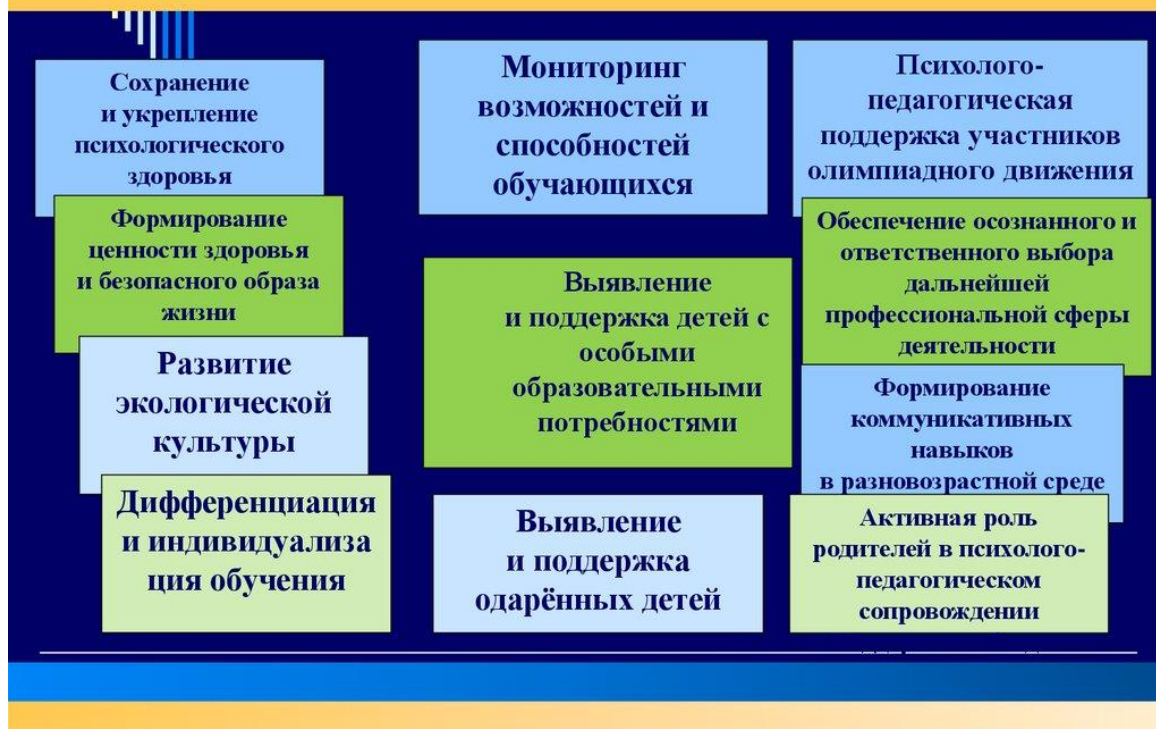 Сохранение
и укрепление
психологического
здоровья
Формирование
ценности здоровья
и безопасного образа
жизни
Развитие
экологической
культуры
Дифференциация
и индивидуализа
ция обучения
Мониторинг
возможностей и
способностей
обучающихся
Выявление
и поддержка детей с
особыми
образовательными
потребностями
Выявление
и поддержка
одарённых детей
Психолого-
педагогическая
поддержка участников
олимпиадного движения
Обеспечение осознанного и
ответственного выбора
дальнейшей
профессиональной сферы
деятельности
Формирование
коммуникативных
навыков
в разновозрастной среде
Активная роль
родителей в психолого-
педагогическом
сопровождении